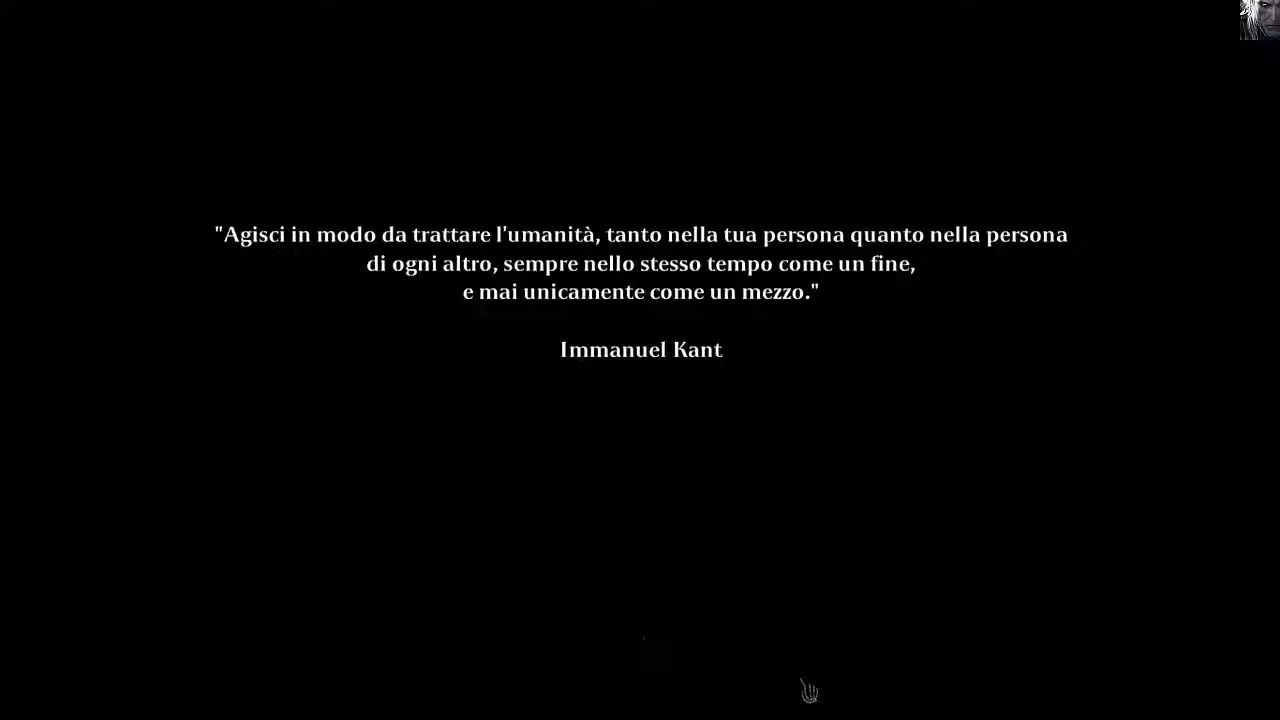 "Agisci in modo da trattare l'umanità, tanto nella tua persona quanto nella persona
di ogni altro, sempre nello stesso tempo come un fine,
e mai unicamente come un mezzo."
Immanuel Kant